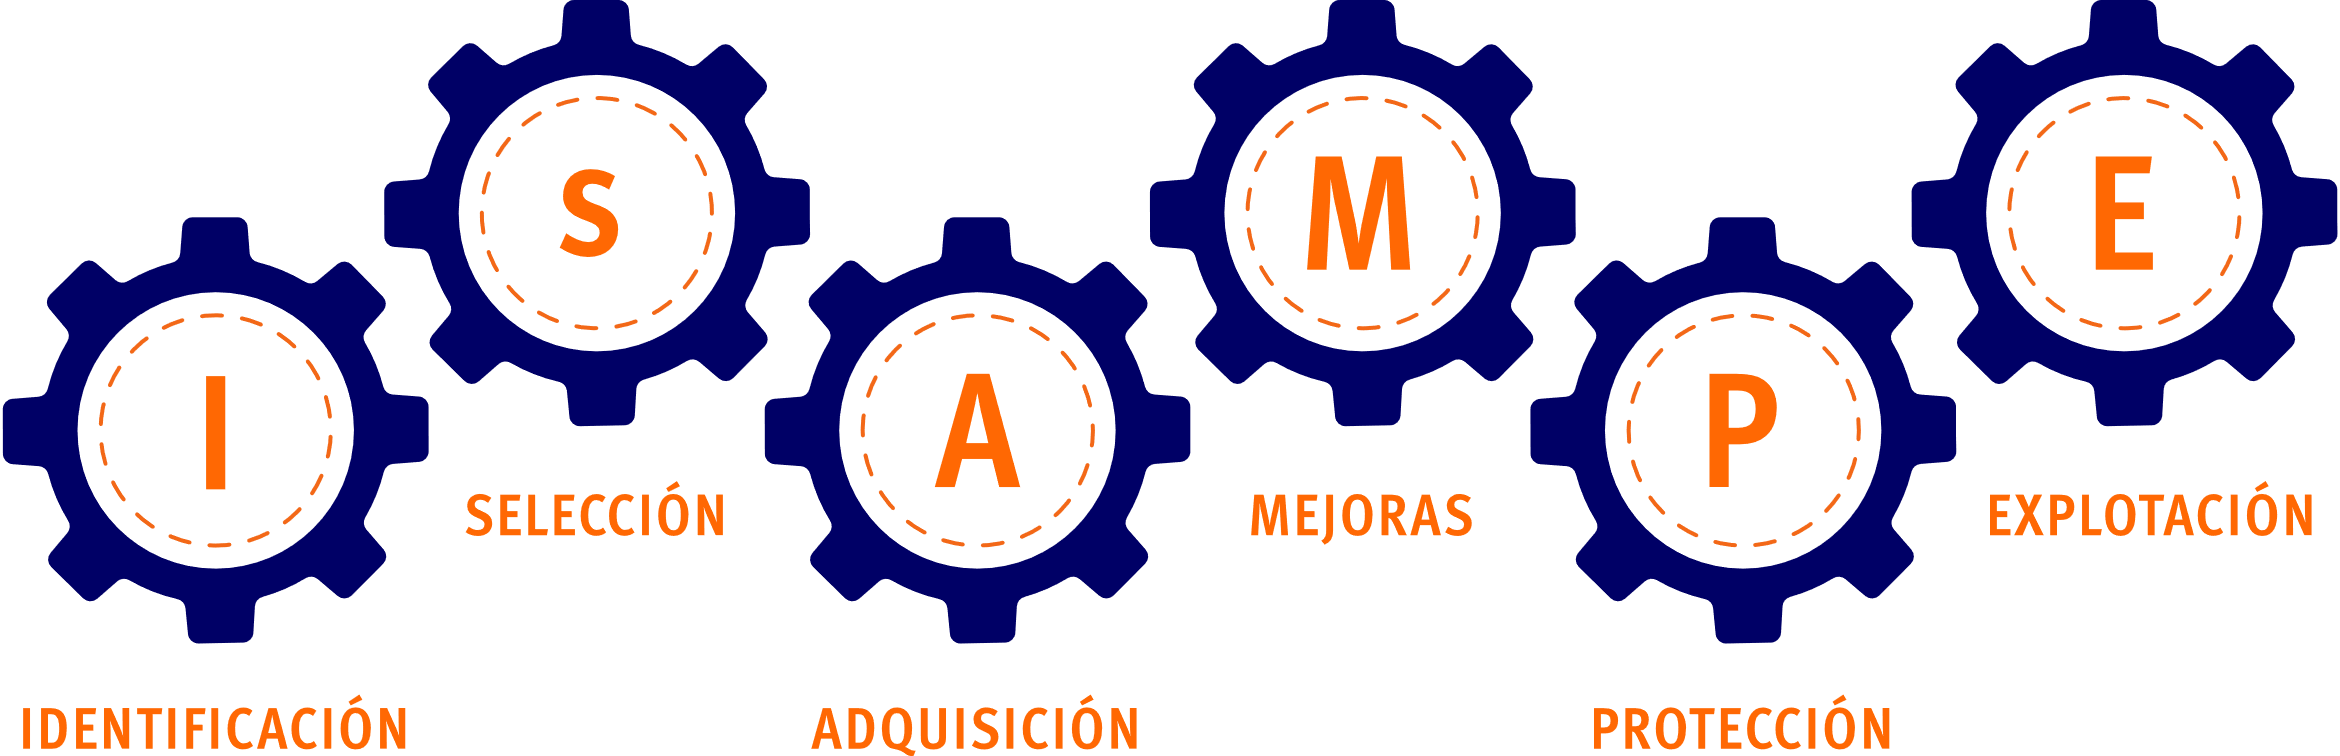 I
IDENTIFICACIÓN
S
SELECCIÓN
A
ADQUISICIÓN
M
MEJORAS
P
PROTECCIÓN
E
EXPLOTACIÓN